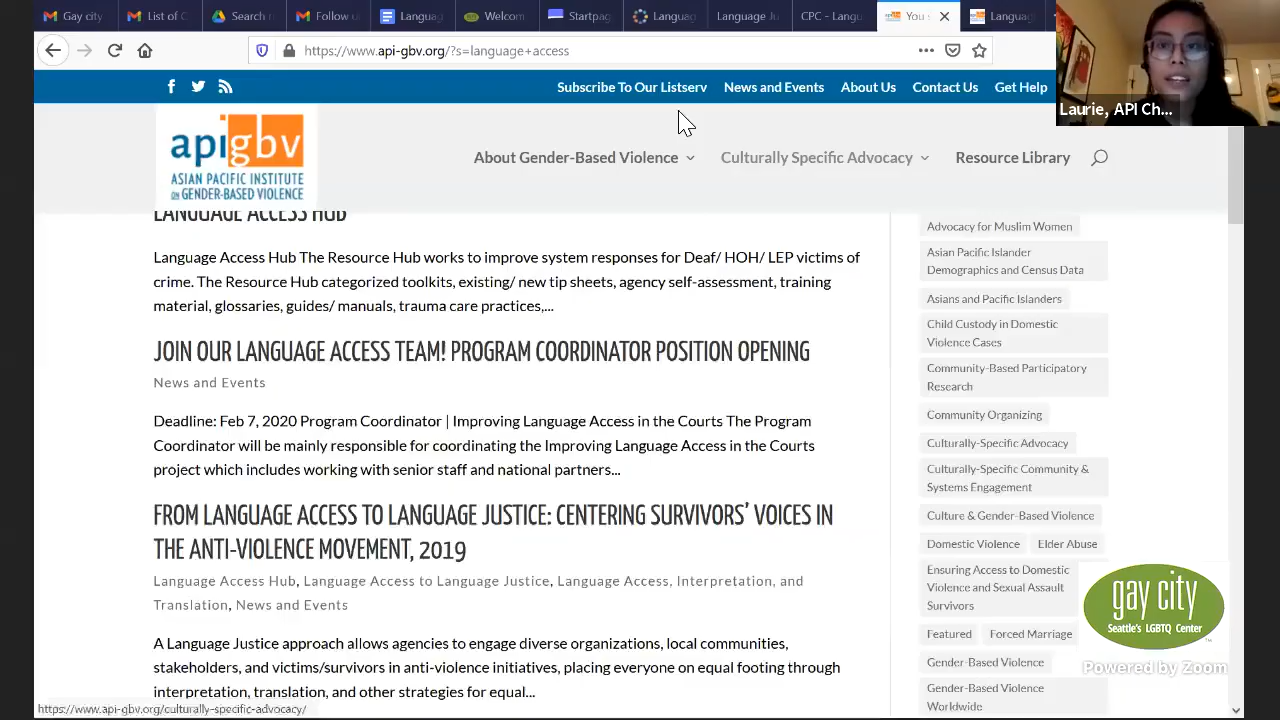 Gay city
List of C
Search r
Follow u
Languag
Welcom
Startpag
Languag
Language Ju
CPC - Langu
You s
Languag
https://www.api-gbv.org/?s=language+access
Laurie, API Ch...
Subscribe To Our Listserv
News and Events
About Us
Contact Us
Get Help
apigbv
ASIAN PACIFIC INSTITUTE
ON GENDER-BASED VIOLENCE
About Gender-Based Violence
Culturally Specific Advocacy
Resource Library
LANGUAGE ACCESS HUB
Language Access Hub The Resource Hub works to improve system responses for Deaf/ HOH/ LEP victims of
crime. The Resource Hub categorized toolkits, existing/ new tip sheets, agency self-assessment, training
material, glossaries, guides/ manuals, trauma care practices,...
JOIN OUR LANGUAGE ACCESS TEAM! PROGRAM COORDINATOR POSITION OPENING
News and Events
Deadline: Feb 7, 2020 Program Coordinator | Improving Language Access in the Courts The Program
Coordinator will be mainly responsible for coordinating the Improving Language Access in the Courts
project which includes working with senior staff and national partners...
FROM LANGUAGE ACCESS TO LANGUAGE JUSTICE: CENTERING SURVIVORS' VOICES IN
THE ANTI-VIOLENCE MOVEMENT, 2019
Language Access Hub, Language Access to Language Justice, Language Access, Interpretation, and
Translation, News and Events
A Language Justice approach allows agencies to engage diverse organizations, local communities,
stakeholders, and victims/survivors in anti-violence initiatives, placing everyone on equal footing through
interpretation, translation, and other strategies for equal...
https://www.api-gbv.org/culturally-specific-advocacy/
Advocacy for Muslim Women
Asian Pacific Islander
Demographics and Census Data
Asians and Pacific Islanders
Child Custody in Domestic
Violence Cases
Community-Based Participatory
Research
Community Organizing
Culturally-Specific Advocacy
Culturally-Specific Community &
Systems Engagement
Culture & Gender-Based Violence
Domestic Violence
Elder Abuse
Ensuring Access to Domestic
Violence and Sexual Assault
Survivors
Featured
Forced Marriage
Gender-Based Violence
Gender-Based Violence
Worldwide
gay city
Seattle's LGBTQ Center
Powered by Zoom